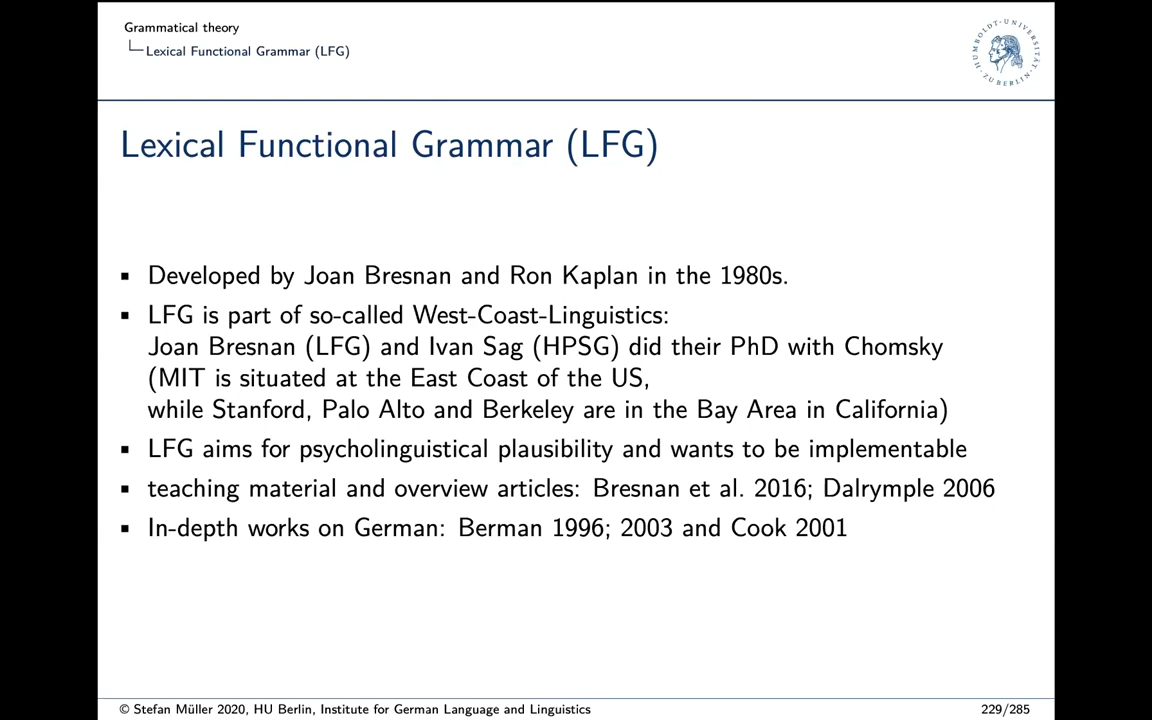 Grammatical theory
Lexical Functional Grammar (LFG)
HUMBOLDT-UNIVERSITÄT
ZU BERLIN
Lexical Functional Grammar (LFG)
▪ Developed by Joan Bresnan and Ron Kaplan in the 1980s.
▪ LFG is part of so-called West-Coast-Linguistics:
Joan Bresnan (LFG) and Ivan Sag (HPSG) did their PhD with Chomsky
(MIT is situated at the East Coast of the US,
while Stanford, Palo Alto and Berkeley are in the Bay Area in California)
▪ LFG aims for psycholinguistical plausibility and wants to be implementable
▪ teaching material and overview articles: Bresnan et al. 2016; Dalrymple 2006
▪ In-depth works on German: Berman 1996; 2003 and Cook 2001
© Stefan Müller 2020, HU Berlin, Institute for German Language and Linguistics
229/285